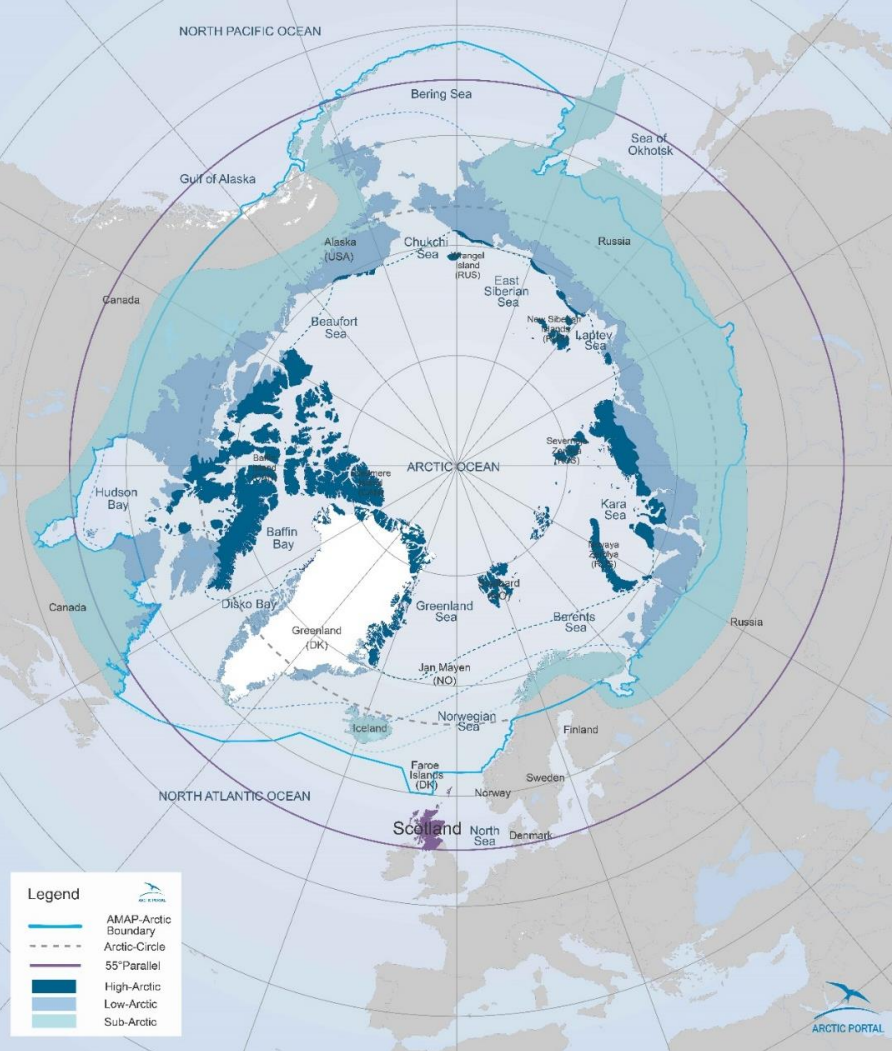 NORTH PACIFIC OCEAN
Bering Sea
Sea of
Okhotsk
Gulf of Alaska
Alaska
(USA)
Chukchi
Sea
Island
(RUS)
Russia
East
Siberian
Sea
Canada
Beaufort
Sea
New
Laptev
Sea
ARCTIC OCEAN
Hudson
Bay
Kara
Sea
Baffin
Bay
Disko Bay
Greenland
Sea
Barents
Sea
Canada
Greenland
(DK)
Russia
Jan Mayen
(NO)
Iceland
Norwegian
Sea
Finland
Faroe
Islands
(DK)
Sweden
Norway
NORTH ATLANTIC OCEAN
Scotland
North
Sea
Denmark
Legend
ARCTIC PORTAL
AMAP-Arctic
Boundary
Arctic-Circle
55°Parallel
High-Arctic
Low-Arctic
Sub-Arctic
ARCTIC PORTAL